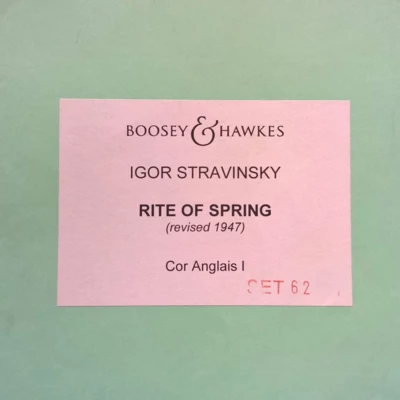 BOOSEY & HAWKES
IGOR STRAVINSKY
RITE OF SPRING
(revised 1947)
Cor Anglais I
SET 62